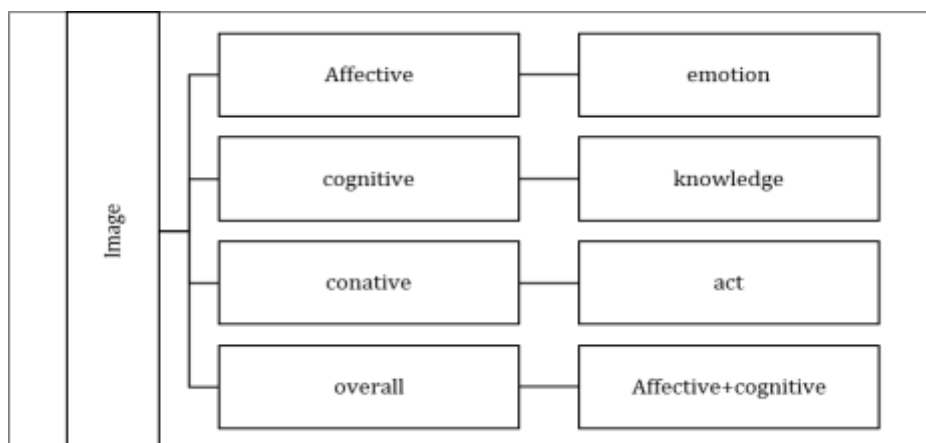 Image
Affective
emotion
cognitive
knowledge
conative
act
overall
Affective+cognitive